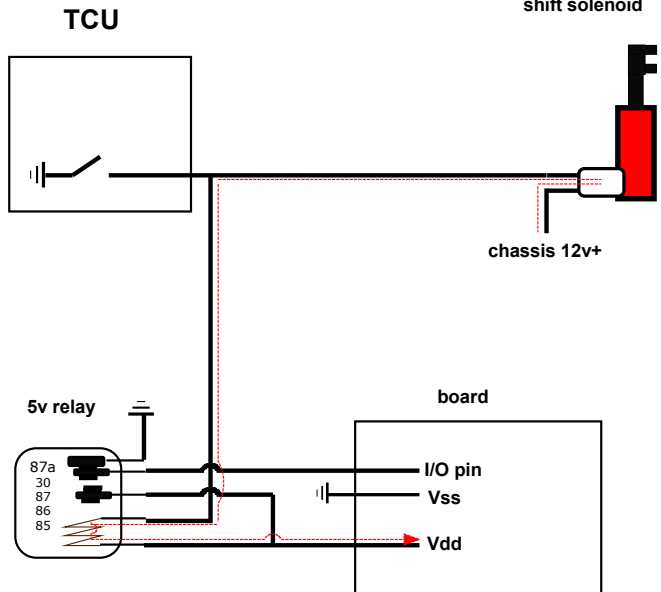 shift solenoid
TCU
chassis 12v+
5v relay
board
87a
30
87
86
85
I/O pin
Vss
Vdd